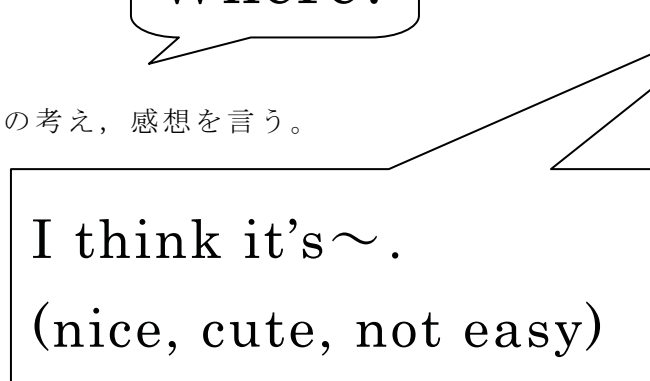 Where?
の考え，感想を言う。
I think it's～.
(nice, cute, not easy)